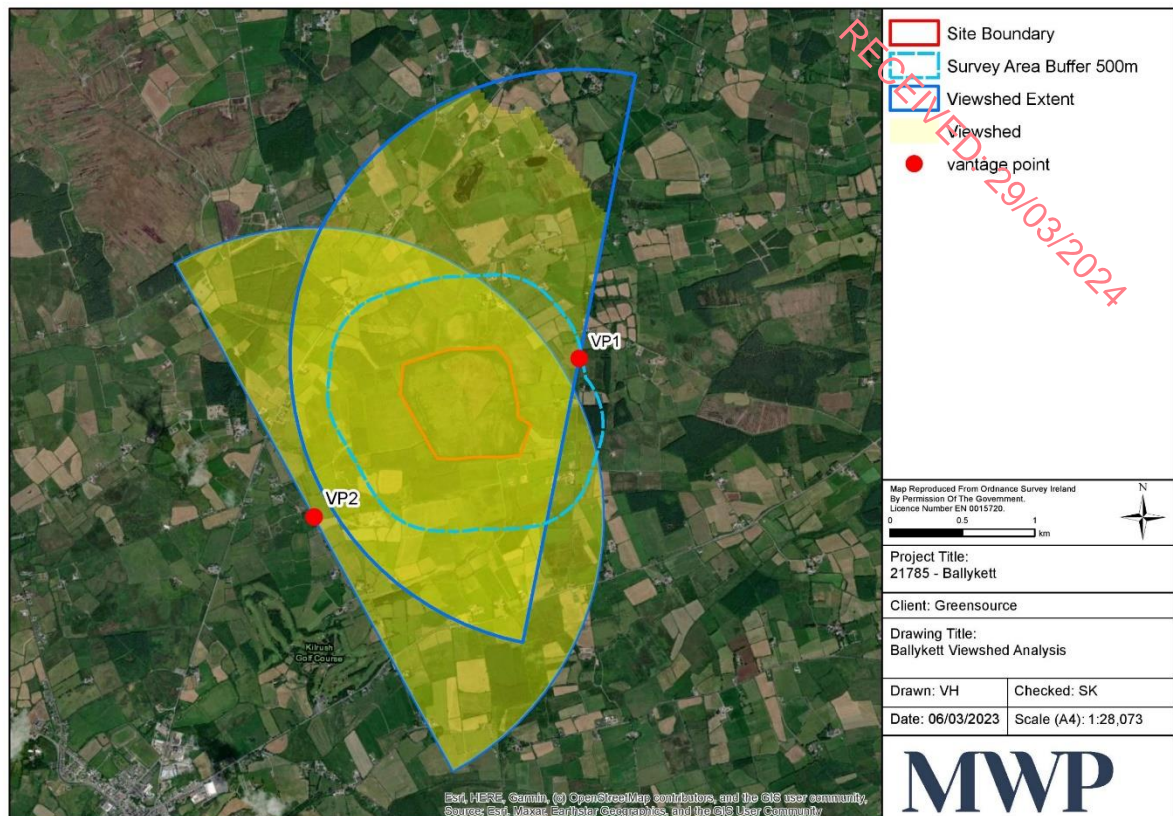 VP1
VP2
Kilrush
Golf Course
Esri, HERE, Garmin, (c) OpenStreetMap contributors, and the GIS user community,
Source: Esri, Maxar, Earthstar Geographics, and the GIS User Community
Site Boundary
Survey Area Buffer 500m
Viewshed Extent
Viewshed
vantage point
RECEIVED: 29/03/2024
Map Reproduced From Ordnance Survey Ireland
By Permission Of The Government.
Licence Number EN 0015720.
N
0 0.5 1
km
Project Title:
21785 - Ballykett
Client: Greensource
Drawing Title:
Ballykett Viewshed Analysis
Drawn: VH
Checked: SK
Date: 06/03/2023
Scale (A4): 1:28,073
MWP